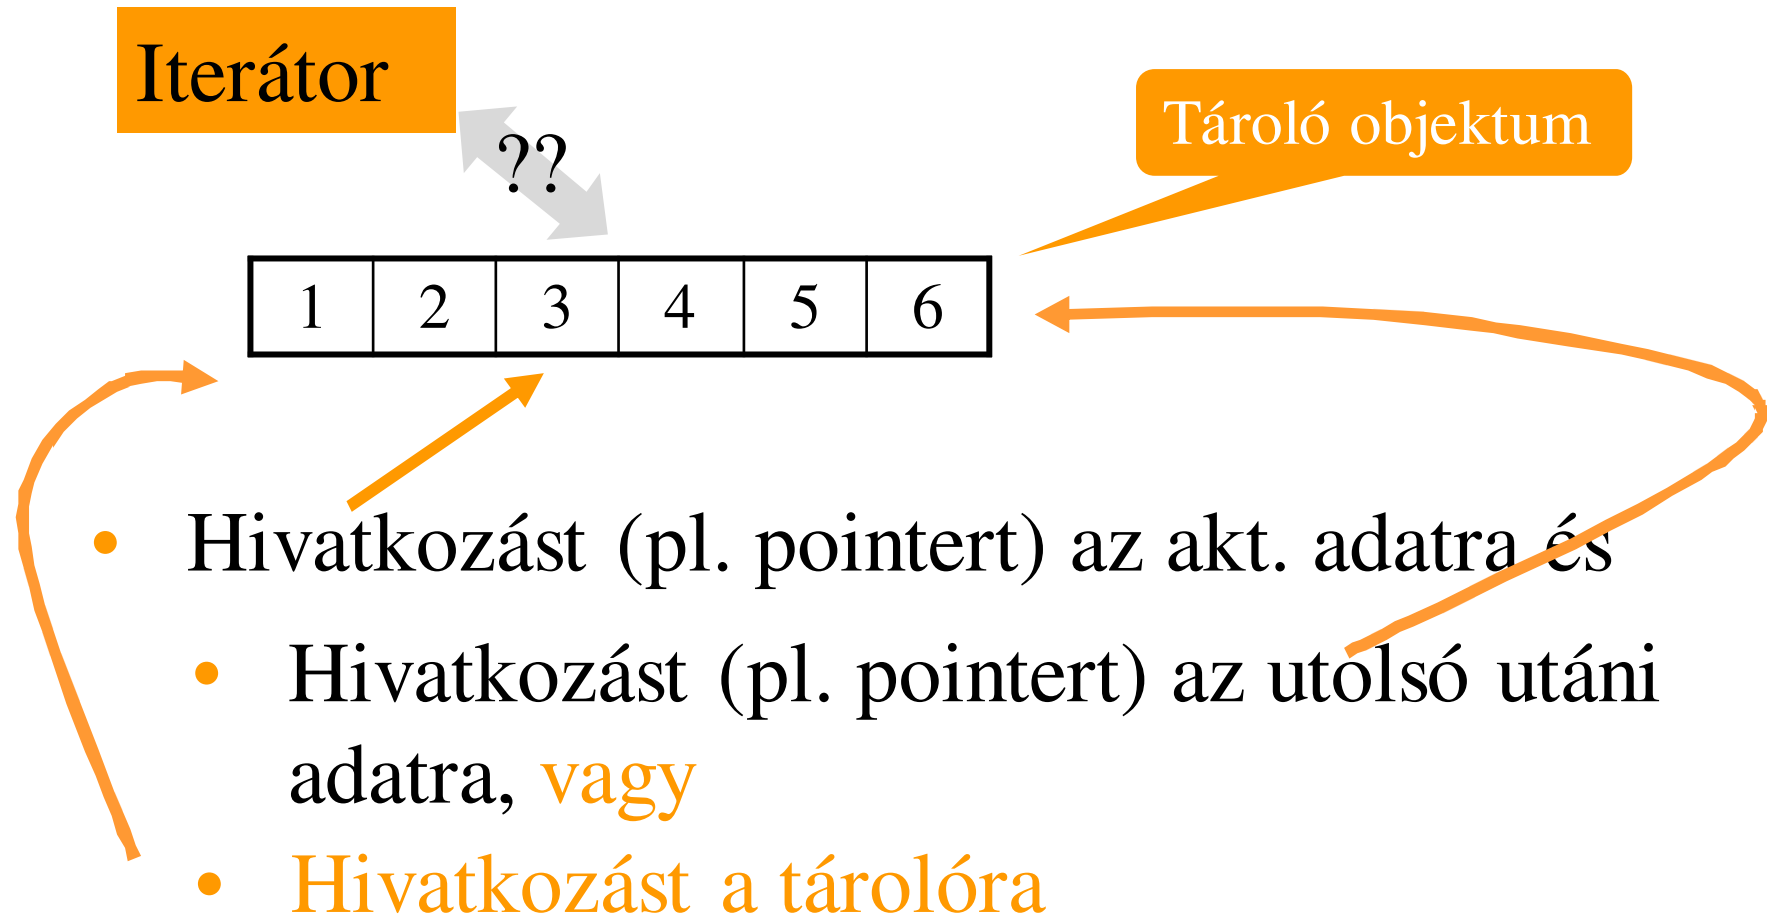 Iterátor
Tároló objektum
??
1 2 3 4 5 6
• Hivatkozást (pl. pointert) az akt. adatra és
• Hivatkozást (pl. pointert) az utolsó utáni
adatra, vagy
• Hivatkozást a tárolóra